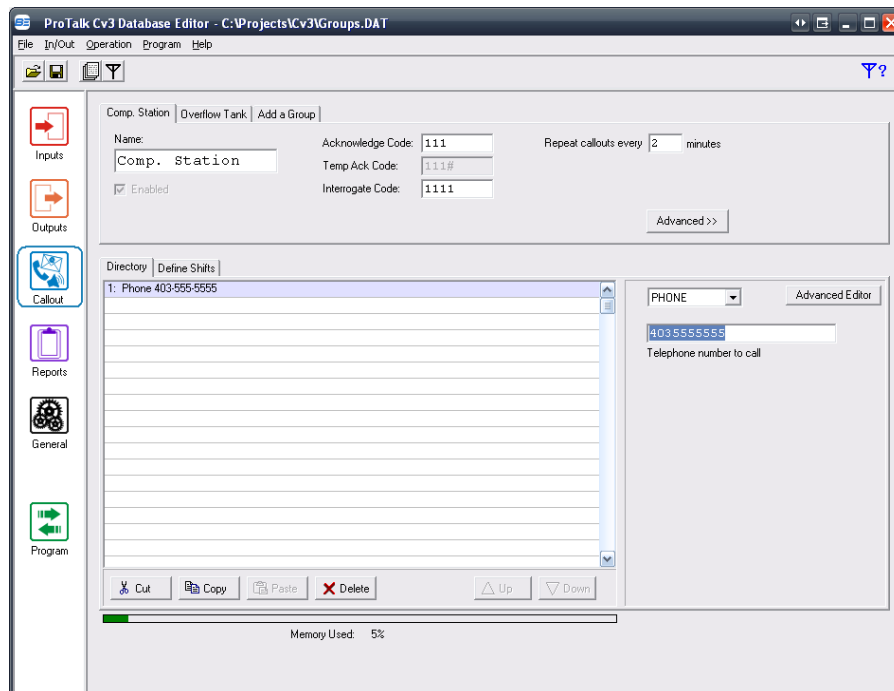 ProTalk Cv3 Database Editor - C:\Projects\Cv3\Groups.DAT
File In/Out Operation Program Help
?
Inputs
Outputs
Callout
Reports
General
Program
Comp. Station Overflow Tank Add a Group
Name:
Comp. Station
Enabled
Acknowledge Code: 111
Temp Ack Code: 111#
Interrogate Code: 1111
Repeat callouts every 2 minutes
Advanced >>
Directory Define Shifts
1: Phone 403-555-5555
PHONE
Advanced Editor
4035555555
Telephone number to call
Cut Copy Paste Delete Up Down
Memory Used: 5%